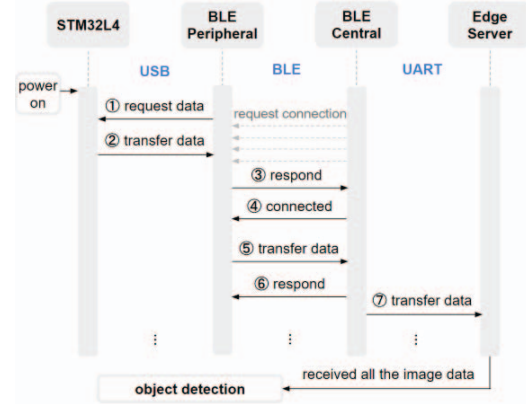 STM32L4
BLE
Peripheral
BLE
Central
Edge
Server
USB
BLE
UART
power
on
① request data
request connection
② transfer data
③ respond
④ connected
⑤ transfer data
⑥ respond
⑦ transfer data
⋮
⋮
⋮
received all the image data
object detection